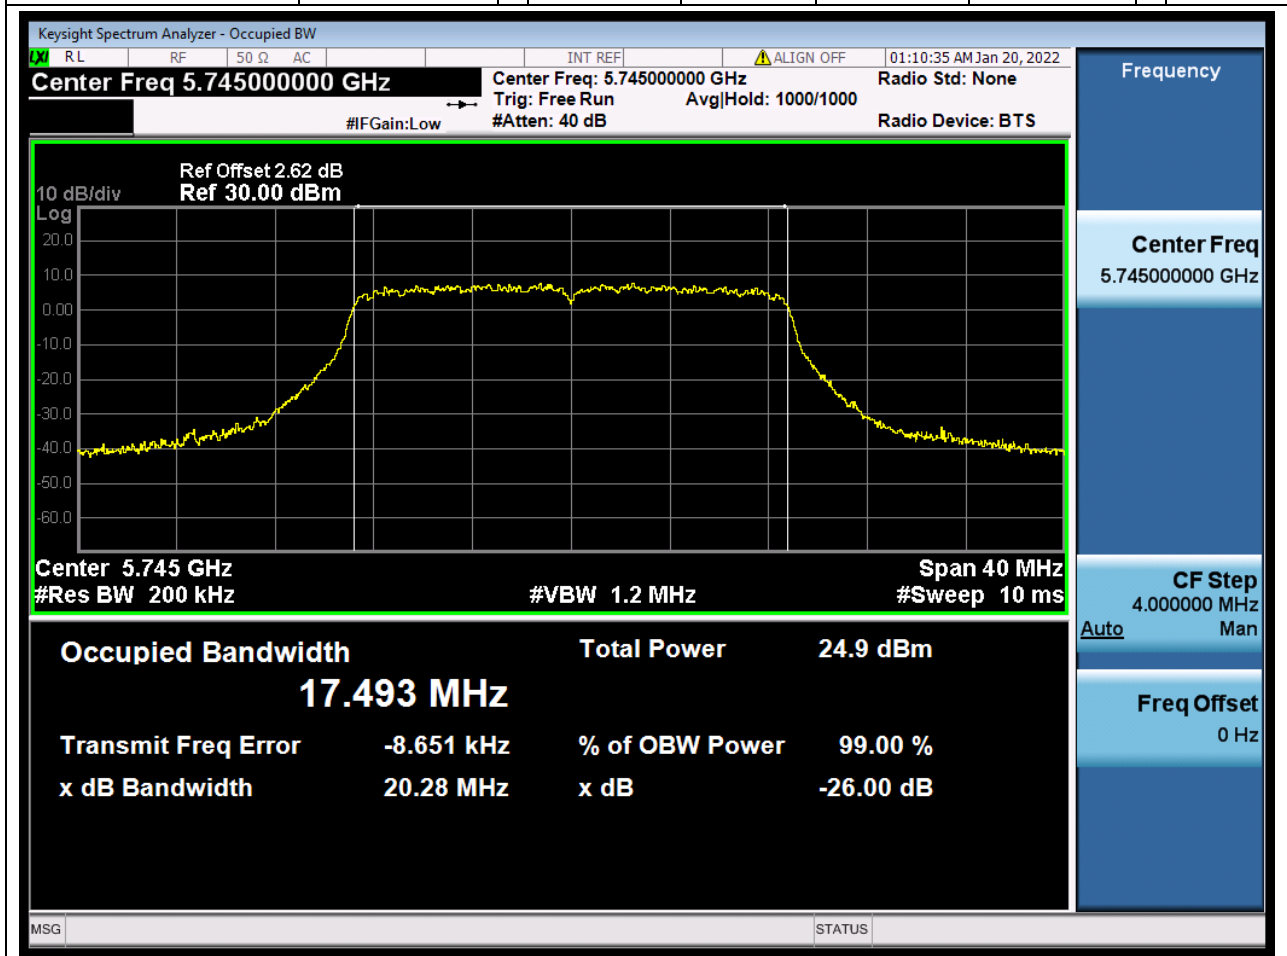 Keysight Spectrum Analyzer - Occupied BW
LXI RL RF 50 Ω AC INT REF ALIGN OFF 01:10:35 AM Jan 20, 2022
Center Freq 5.745000000 GHz
Center Freq: 5.745000000 GHz
Radio Std: None
Trig: Free Run Avg|Hold: 1000/1000
#IFGain:Low
#Atten: 40 dB
Radio Device: BTS
Ref Offset 2.62 dB
10 dB/div Ref 30.00 dBm
Log
20.0
10.0
0.00
-10.0
-20.0
-30.0
-40.0
-50.0
-60.0
Center 5.745 GHz Span 40 MHz
#Res BW 200 kHz #VBW 1.2 MHz #Sweep 10 ms
Occupied Bandwidth Total Power 24.9 dBm
17.493 MHz
Transmit Freq Error -8.651 kHz % of OBW Power 99.00 %
x dB Bandwidth 20.28 MHz x dB -26.00 dB
Frequency
Center Freq
5.745000000 GHz
CF Step
4.000000 MHz
Auto Man
Freq Offset
0 Hz
MSG STATUS